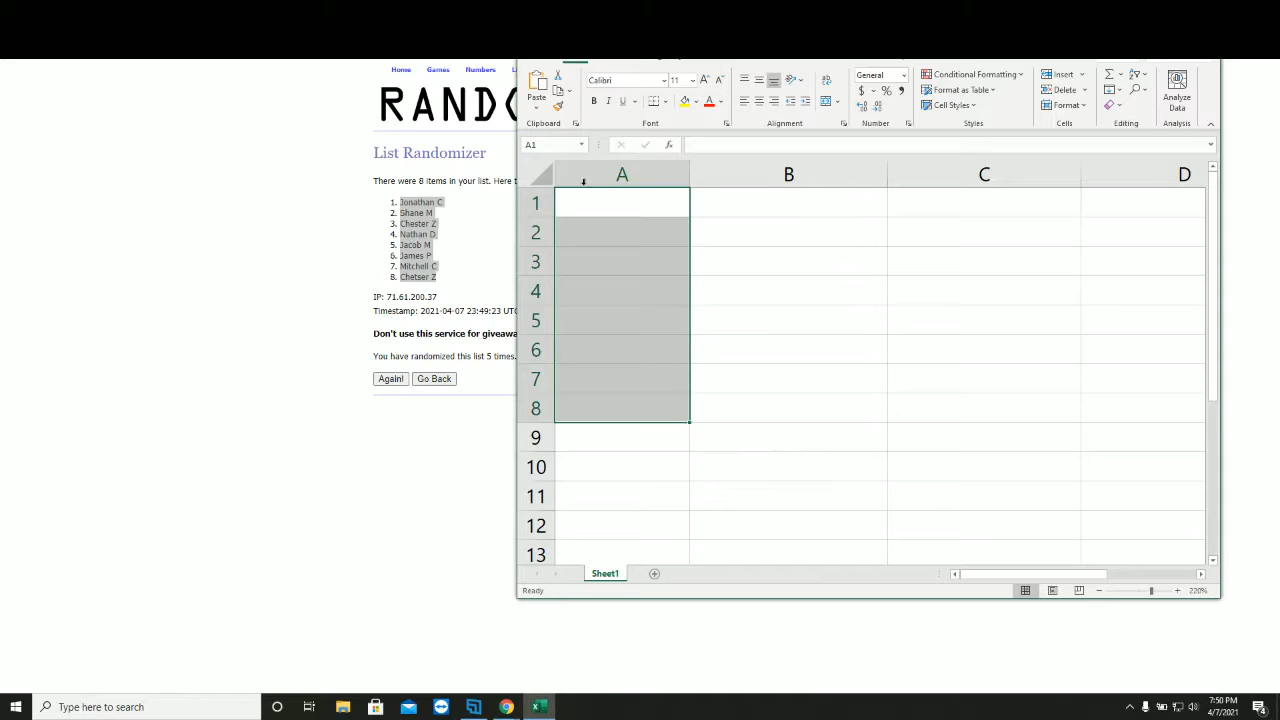 Home Games Numbers
RANDO
List Randomizer
There were 8 items in your list. Here t
1. Jonathan C
2. Shane M
3. Chester Z
4. Nathan D
5. Jacob M
6. James P
7. Mitchell C
8. Chetser Z
IP: 71.61.200.37
Timestamp: 2021-04-07 23:49:23 UTC
Don't use this service for giveawa
You have randomized this list 5 times.
Again! Go Back
Paste
Clipboard
Calibri 11
B I U
Font
Alignment
General
$ % ,
Number
Conditional Formatting
Format as Table
Cell Styles
Styles
Insert
Delete
Format
Cells
Editing
Analyze
Data
Analysis
A1 fx
A B C D
1
2
3
4
5
6
7
8
9
10
11
12
13
Sheet1
Ready 220%
Type here to search
7:50 PM
4/7/2021
4